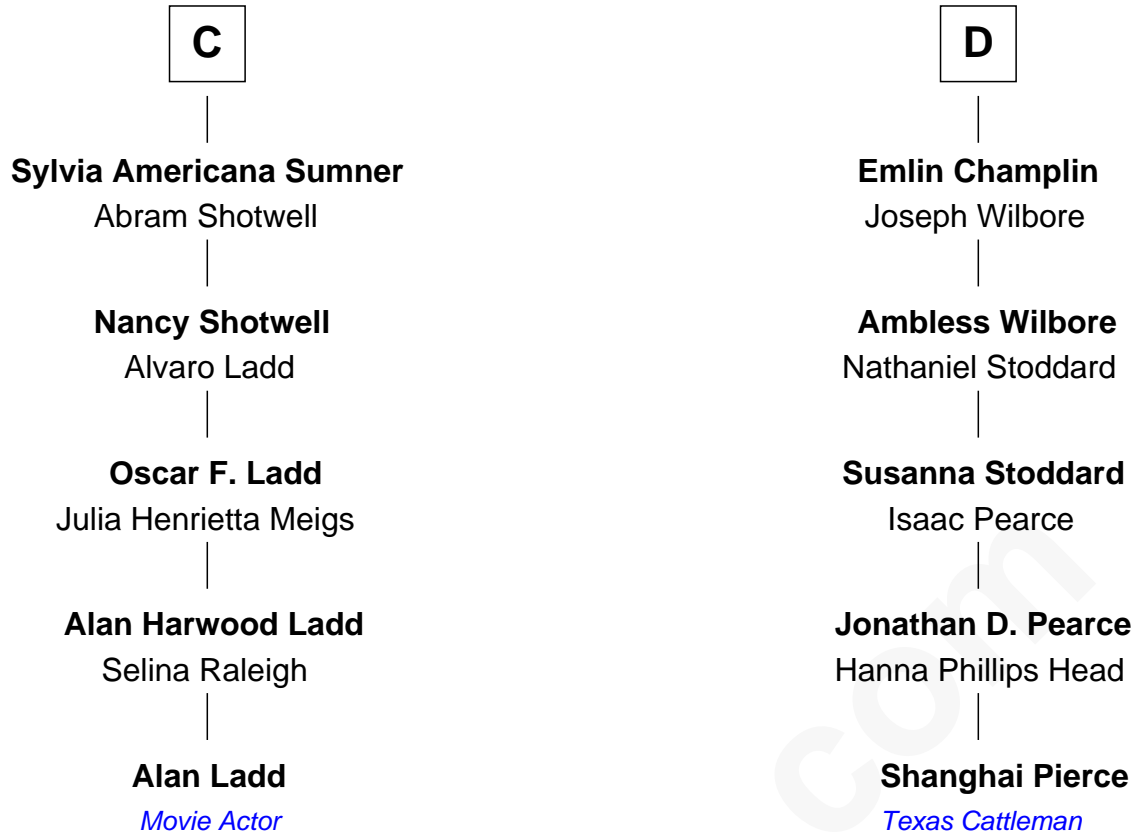 C
Sylvia Americana Sumner
Abram Shotwell
Nancy Shotwell
Alvaro Ladd
Oscar F. Ladd
Julia Henrietta Meigs
Alan Harwood Ladd
Selina Raleigh
Alan Ladd
Movie Actor
D
Emlin Champlin
Joseph Wilbore
Ambless Wilbore
Nathaniel Stoddard
Susanna Stoddard
Isaac Pearce
Jonathan D. Pearce
Hanna Phillips Head
Shanghai Pierce
Texas Cattleman
com